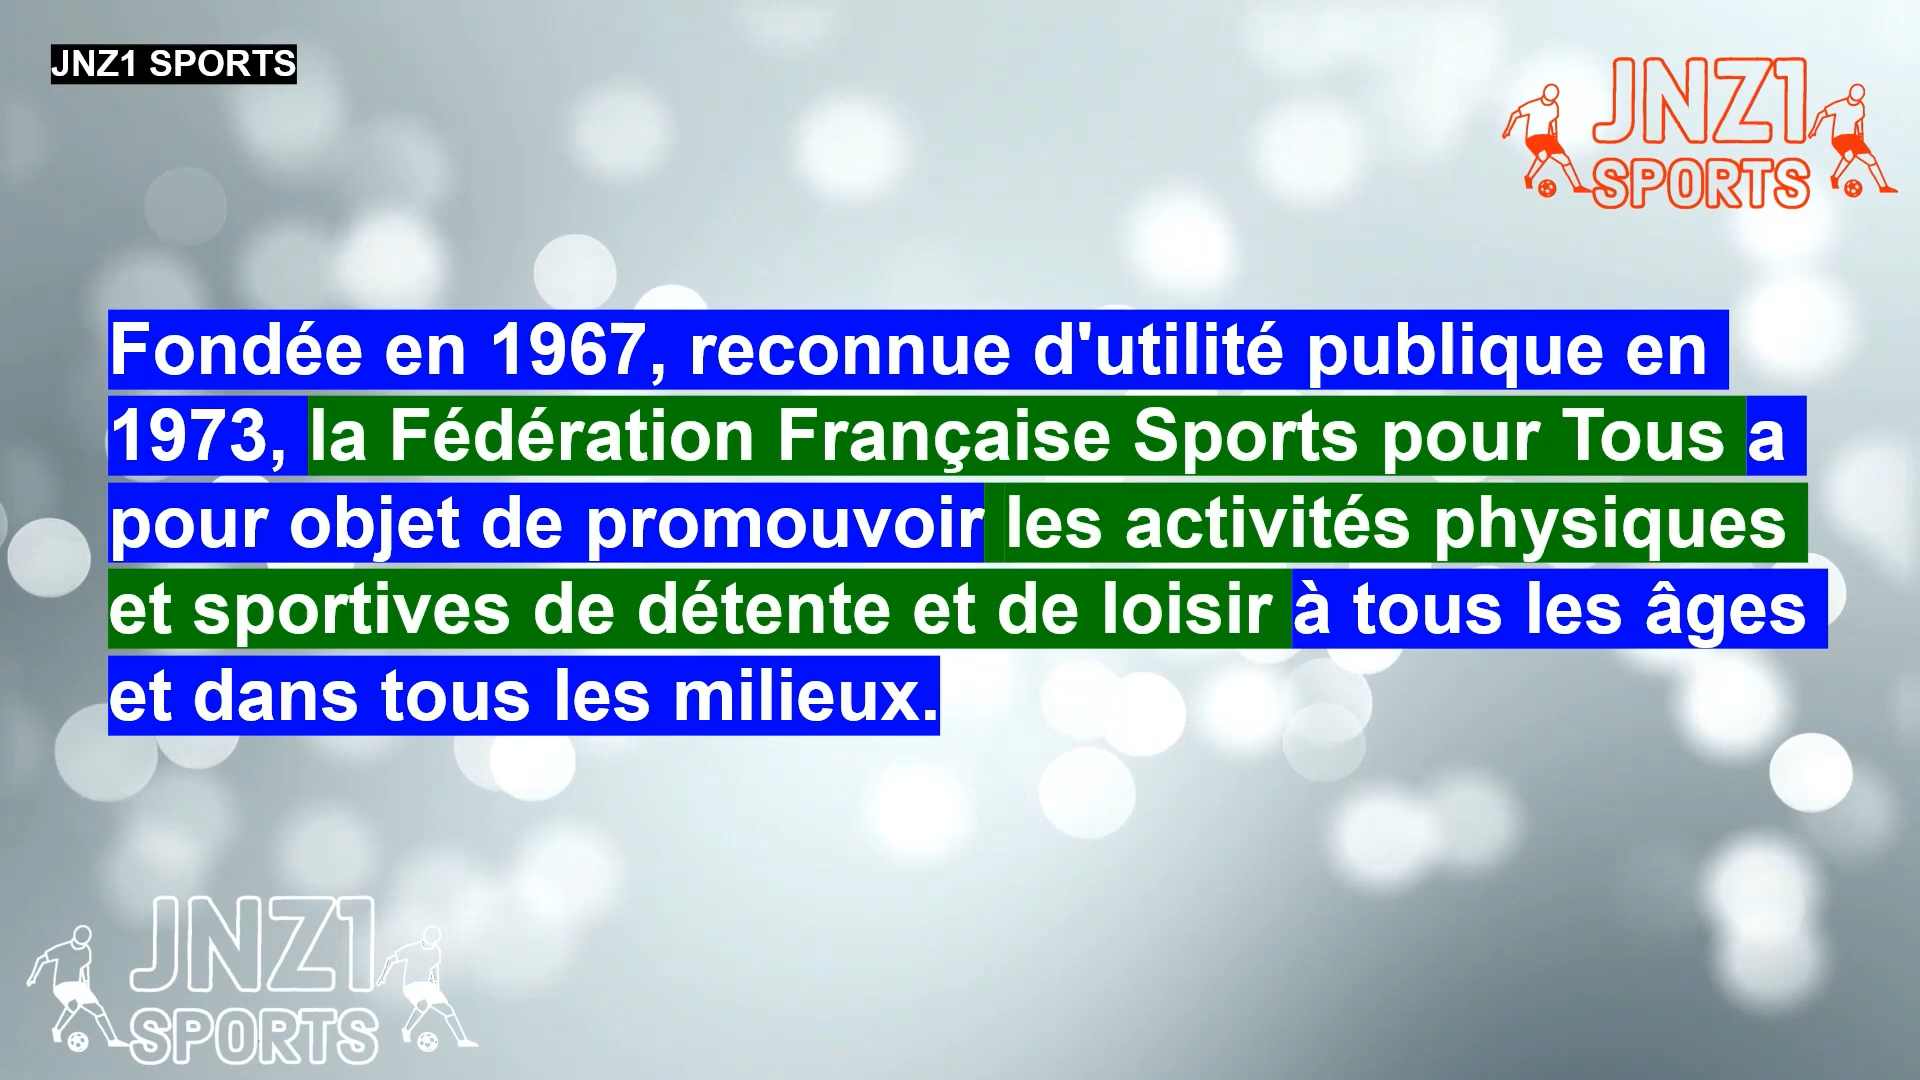 JNZ1 SPORTS
JNZ1
SPORTS
Fondée en 1967, reconnue d'utilité publique en
1973, la Fédération Française Sports pour Tous a
pour objet de promouvoir les activités physiques
et sportives de détente et de loisir à tous les âges
et dans tous les milieux.
JNZ1
SPORTS